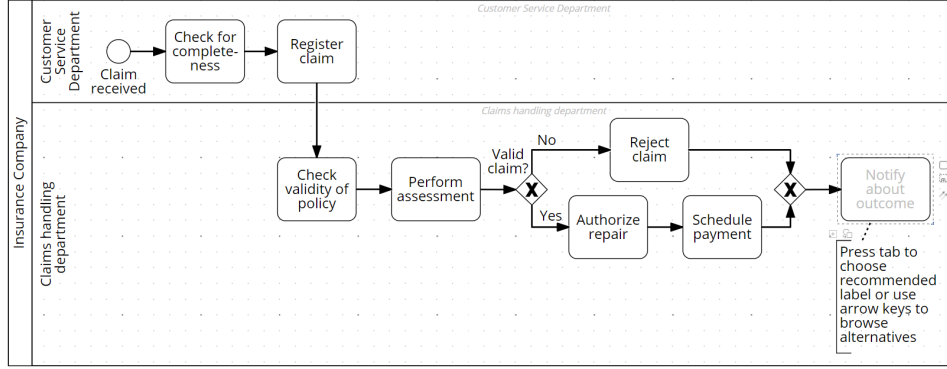 Customer Service Department
Insurance Company
Customer
Service
Department
Claim
received
Check for
complete-
ness
Register
claim
Claims handling department
Claims handling
department
Check
validity of
policy
Perform
assessment
Valid
claim?
No
Reject
claim
Yes
Authorize
repair
Schedule
payment
Notify
about
outcome
Press tab to
choose
recommended
label or use
arrow keys to
browse
alternatives